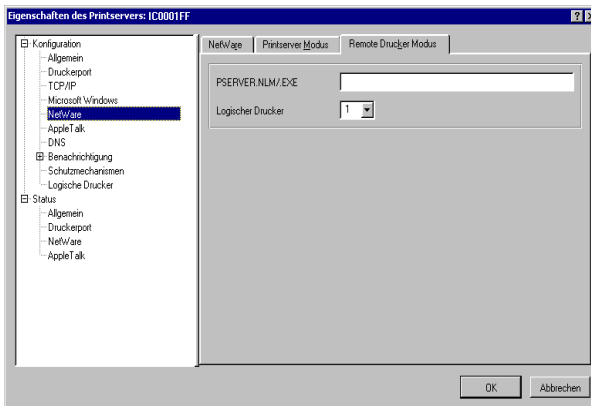 Eigenschaften des Printservers: IC0001FF
Konfiguration
Allgemein
Druckerport
TCP/IP
Microsoft Windows
NetWare
AppleTalk
DNS
Benachrichtigung
Schutzmechanismen
Logische Drucker
Status
Allgemein
Druckerport
NetWare
AppleTalk
NetWare Printserver Modus Remote Drucker Modus
PSERVER.NLM/.EXE
Logischer Drucker 1
OK Abbrechen